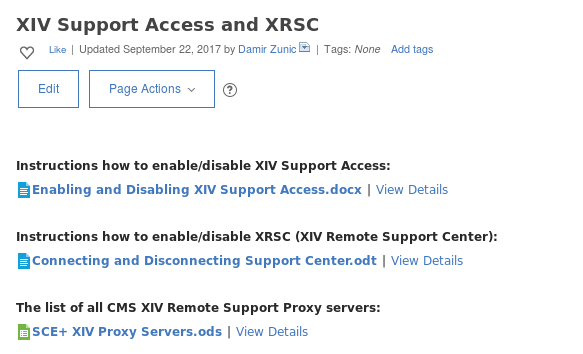 XIV Support Access and XRSC
Like | Updated September 22, 2017 by Damir Zunic | Tags: None Add tags
Edit Page Actions ?
Instructions how to enable/disable XIV Support Access:
Enabling and Disabling XIV Support Access.docx | View Details
Instructions how to enable/disable XRSC (XIV Remote Support Center):
Connecting and Disconnecting Support Center.odt | View Details
The list of all CMS XIV Remote Support Proxy servers:
SCE+ XIV Proxy Servers.ods | View Details